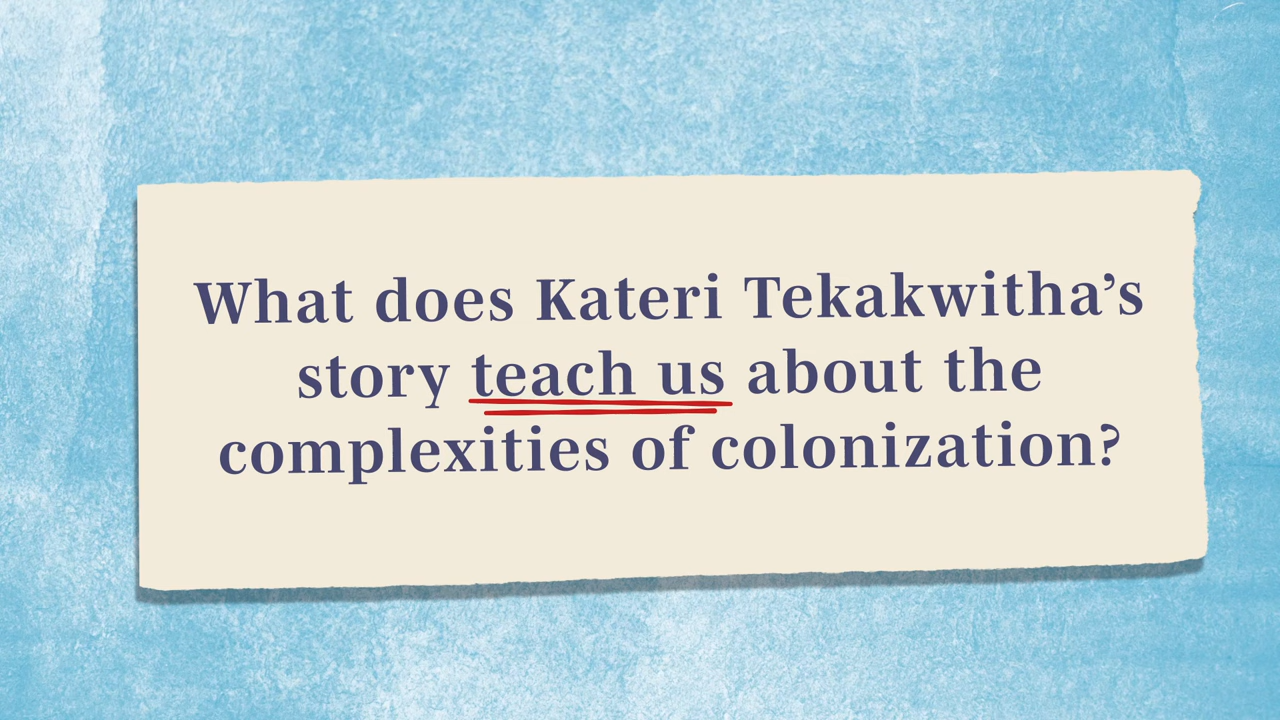 What does Kateri Tekakwitha’s
story teach us about the
complexities of colonization?